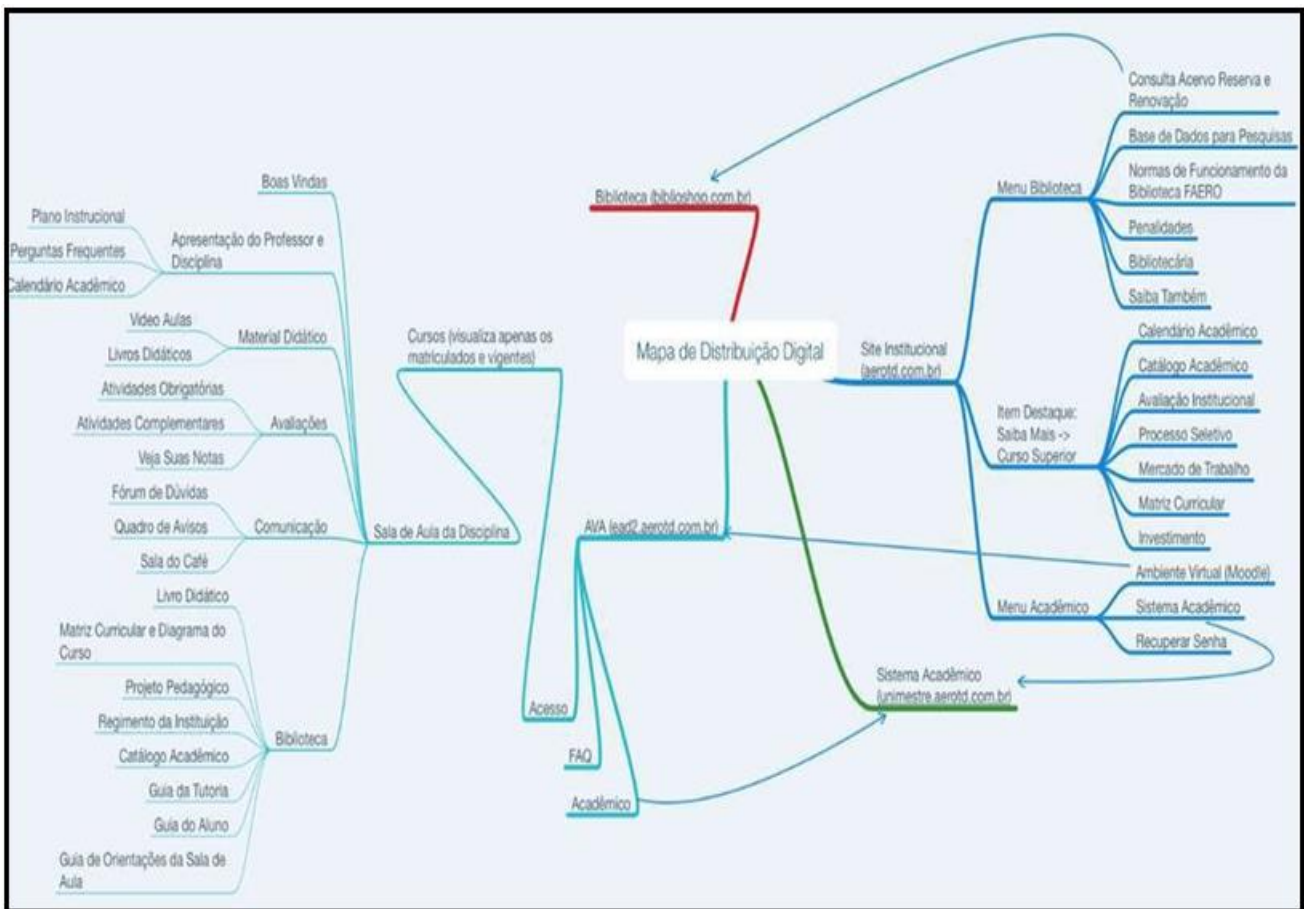 Mapa de Distribuição Digital
Biblioteca (biblioshop.com.br)
Site Institucional
(aerotd.com.br)
Menu Biblioteca
Consulta Acervo Reserva e
Renovação
Base de Dados para Pesquisas
Normas de Funcionamento da
Biblioteca FAERO
Penalidades
Bibliotecária
Saiba Também
Item Destaque:
Saiba Mais ->
Curso Superior
Calendário Acadêmico
Catálogo Acadêmico
Avaliação Institucional
Processo Seletivo
Mercado de Trabalho
Matriz Curricular
Investimento
Menu Acadêmico
Ambiente Virtual (Moodle)
Sistema Acadêmico
Recuperar Senha
Sistema Acadêmico
(unimestre.aerotd.com.br)
AVA (ead2.aerotd.com.br)
Acesso
FAQ
Acadêmico
Cursos (visualiza apenas os
matriculados e vigentes)
Sala de Aula da Disciplina
Boas Vindas
Apresentação do Professor e
Disciplina
Plano Instrucional
Perguntas Frequentes
Calendário Acadêmico
Material Didático
Video Aulas
Livros Didáticos
Avaliações
Atividades Obrigatórias
Atividades Complementares
Veja Suas Notas
Comunicação
Fórum de Dúvidas
Quadro de Avisos
Sala do Café
Biblioteca
Livro Didático
Matriz Curricular e Diagrama do
Curso
Projeto Pedagógico
Regimento da Instituição
Catálogo Acadêmico
Guia da Tutoria
Guia do Aluno
Guia de Orientações da Sala de
Aula